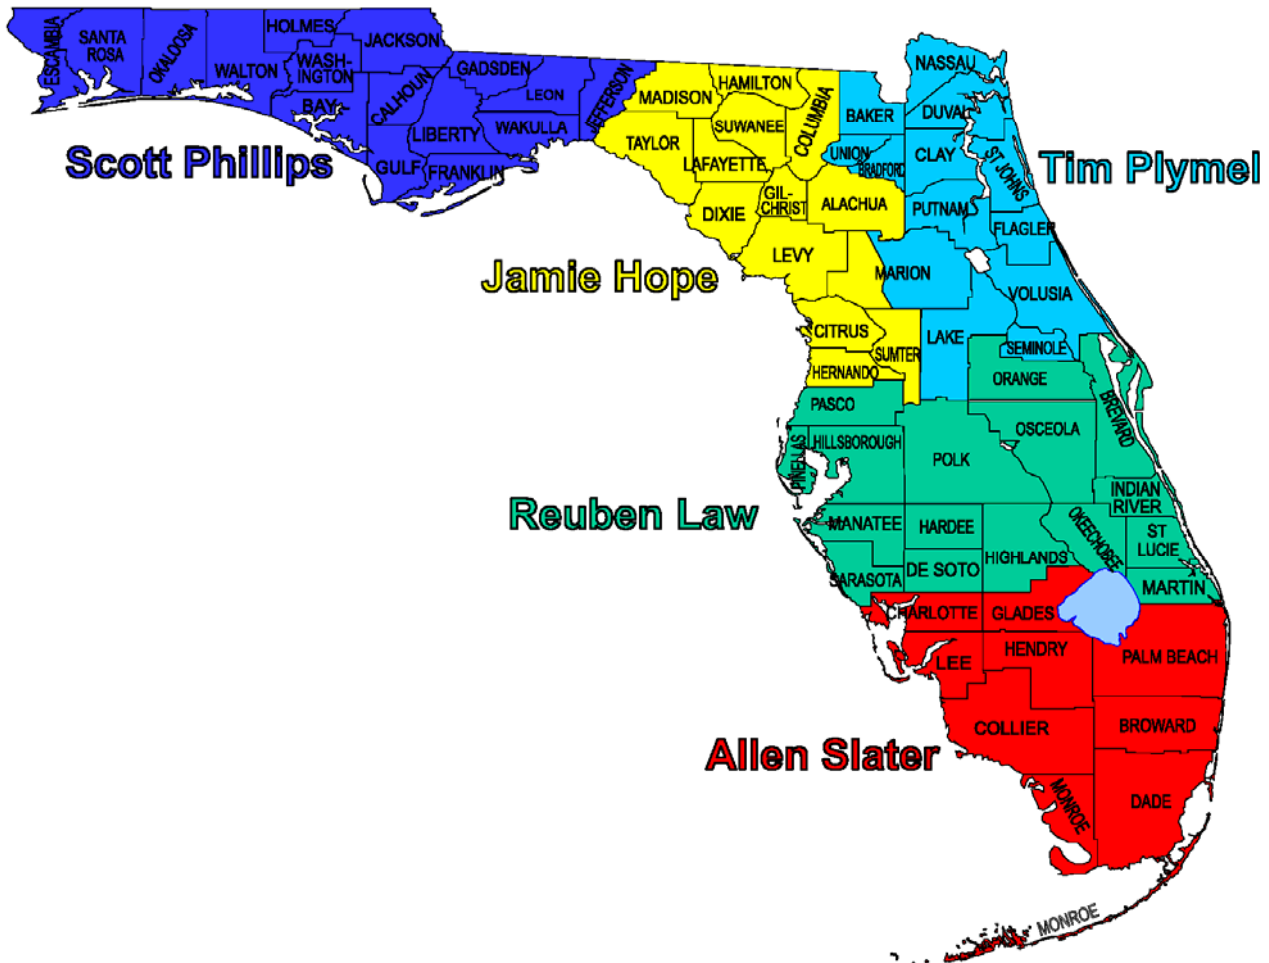 ESCAMBIA
SANTA
ROSA
OKALOOSA
WALTON
HOLMES
WASH-
INGTON
JACKSON
BAY
CALHOUN
GULF
LIBERTY
FRANKLIN
GADSDEN
LEON
WAKULLA
JEFFERSON
Scott Phillips
MADISON
HAMILTON
TAYLOR
SUWANEE
LAFAYETTE
COLUMBIA
DIXIE
GIL-
CHRIST
ALACHUA
LEVY
CITRUS
SUMTER
HERNANDO
Jamie Hope
NASSAU
BAKER
DUVAL
UNION
BRADFORD
CLAY
ST JOHNS
PUTNAM
FLAGLER
MARION
VOLUSIA
LAKE
SEMINOLE
Tim Plymel
ORANGE
PASCO
BREVARD
OSCEOLA
PINELLAS
HILLSBOROUGH
POLK
INDIAN
RIVER
MANATEE
HARDEE
OKEECHOBEE
ST
LUCIE
HIGHLANDS
SARASOTA
DE SOTO
MARTIN
Reuben Law
CHARLOTTE
GLADES
LEE
HENDRY
PALM BEACH
COLLIER
BROWARD
Allen Slater
MONROE
DADE
MONROE